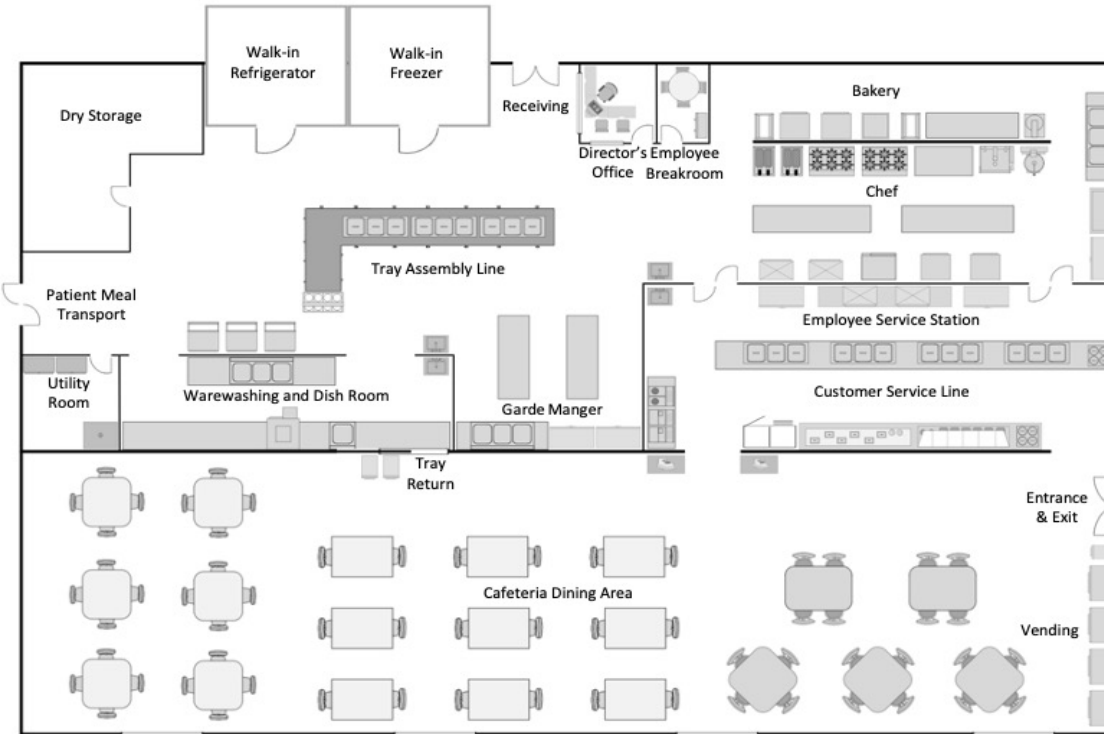 Walk-in
Refrigerator
Walk-in
Freezer
Dry Storage
Receiving
Bakery
Director's
Office
Employee
Breakroom
Chef
Tray Assembly Line
Patient Meal
Transport
Employee Service Station
Utility
Room
Warewashing and Dish Room
Garde Manger
Customer Service Line
Tray
Return
Entrance
& Exit
Cafeteria Dining Area
Vending